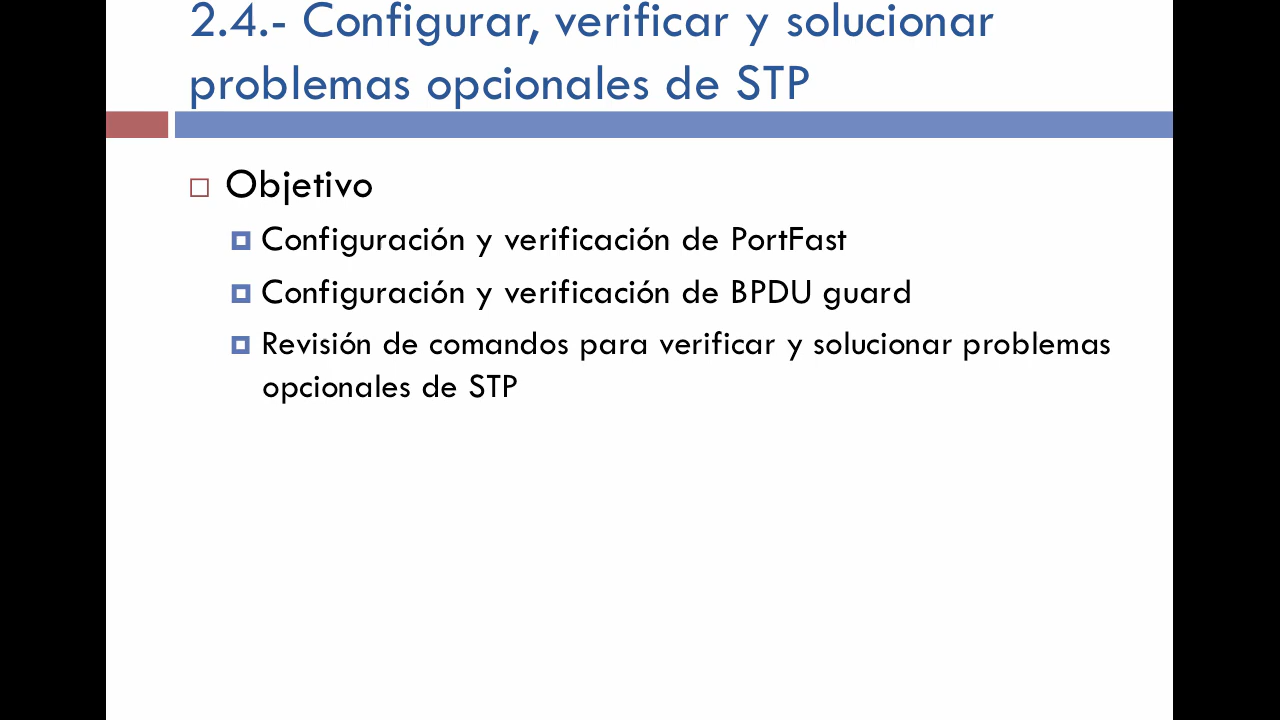 2.4.- Configurar, verificar y solucionar
problemas opcionales de STP
Objetivo
Configuración y verificación de PortFast
Configuración y verificación de BPDU guard
Revisión de comandos para verificar y solucionar problemas
opcionales de STP